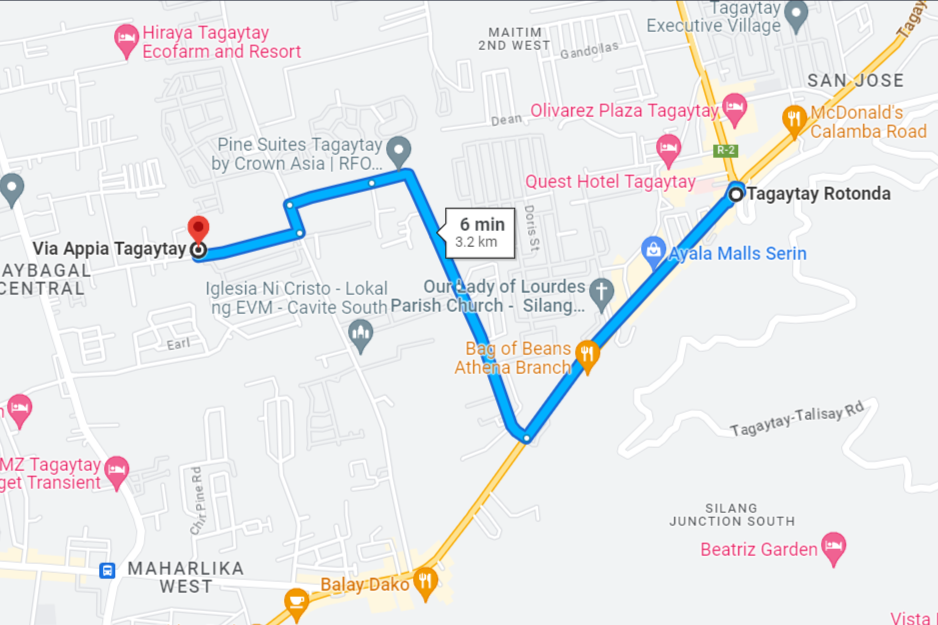 Tagaytay
Executive Village
Tagay
Hiraya Tagaytay
Ecofarm and Resort
MAITIM
2ND WEST
Gandoilas
SAN JOSE
Olivarez Plaza Tagaytay
McDonald's
Calamba Road
Dean
Pine Suites Tagaytay
by Crown Asia | RFO...
R-2
Quest Hotel Tagaytay
Tagaytay Rotonda
Doris St
6 min
3.2 km
Via Appia Tagaytay
AYBAGAL
CENTRAL
Ayala Malls Serin
Iglesia Ni Cristo - Lokal
ng EVM - Cavite South
Our Lady of Lourdes
Parish Church - Silang...
Earl
Bag of Beans
Athena Branch
Tagaytay-Talisay Rd
MZ Tagaytay
get Transient
Chir Pine Rd
SILANG
JUNCTION SOUTH
Beatriz Garden
MAHARLIKA
WEST
Balay Dako
Vista